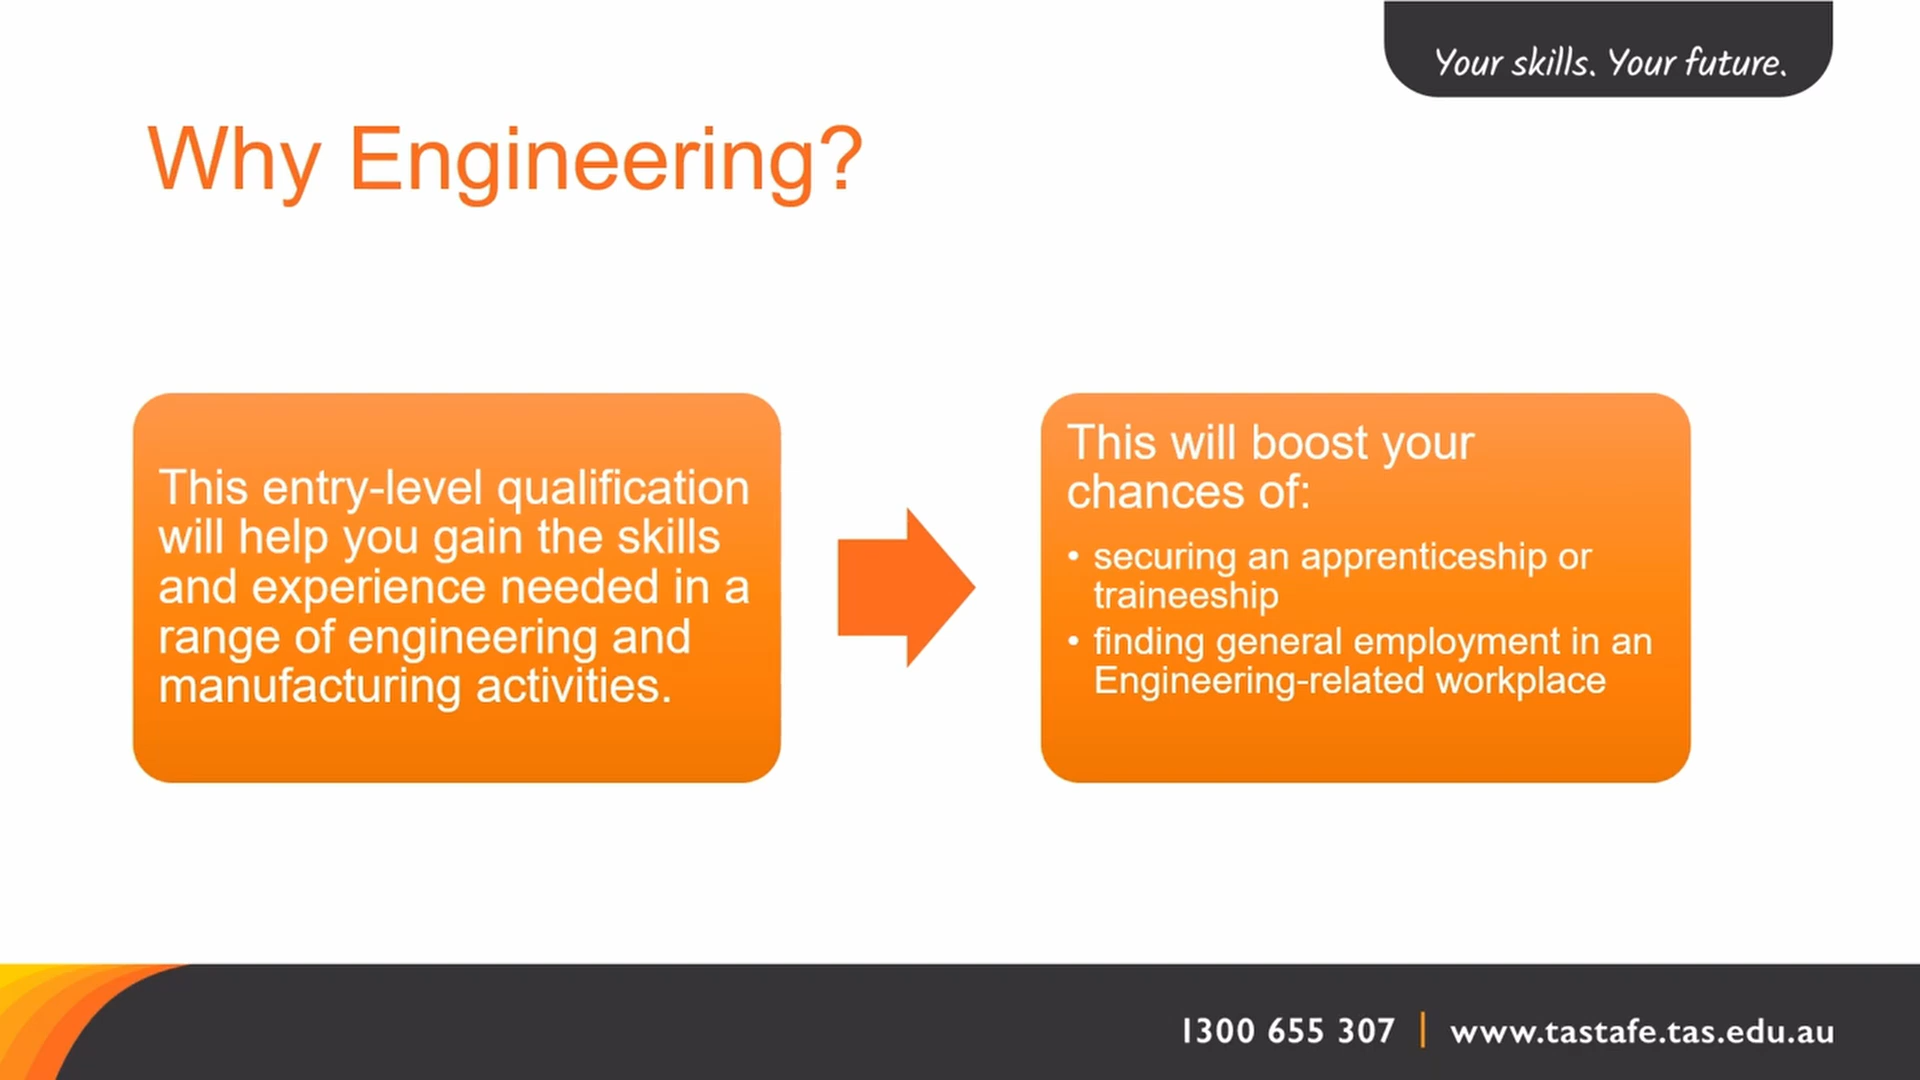 Your skills. Your future.
Why Engineering?
This entry-level qualification
will help you gain the skills
and experience needed in a
range of engineering and
manufacturing activities.
This will boost your
chances of:
• securing an apprenticeship or
traineeship
• finding general employment in an
Engineering-related workplace
1300 655 307 | www.tastafe.tas.edu.au